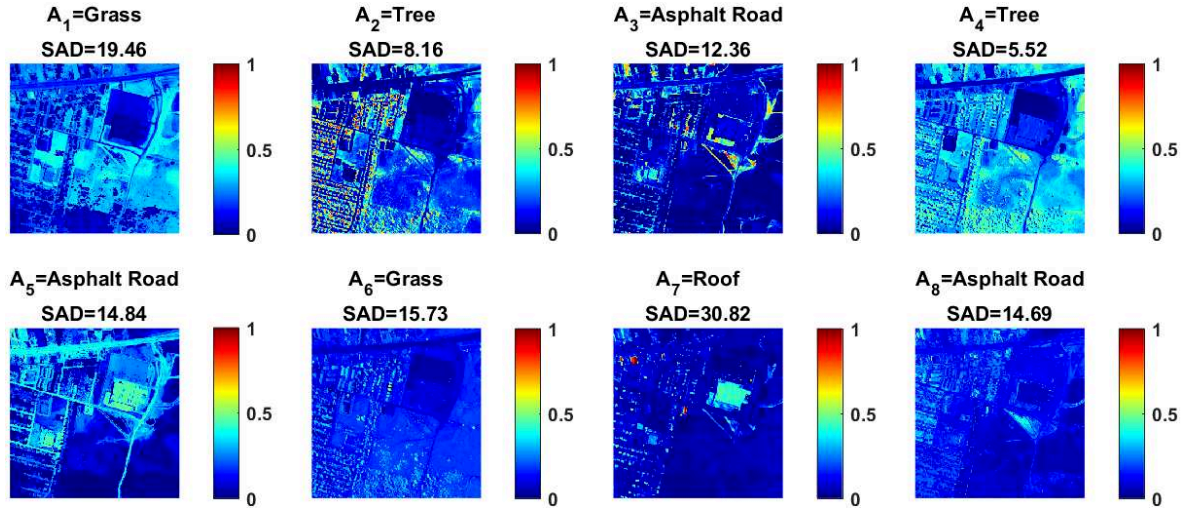 A₁=Grass
SAD=19.46
1
0.5
0
A₂=Tree
SAD=8.16
1
0.5
0
A₃=Asphalt Road
SAD=12.36
1
0.5
0
A₄=Tree
SAD=5.52
1
0.5
0
A₅=Asphalt Road
SAD=14.84
1
0.5
0
A₆=Grass
SAD=15.73
1
0.5
0
A₇=Roof
SAD=30.82
1
0.5
0
A₈=Asphalt Road
SAD=14.69
1
0.5
0